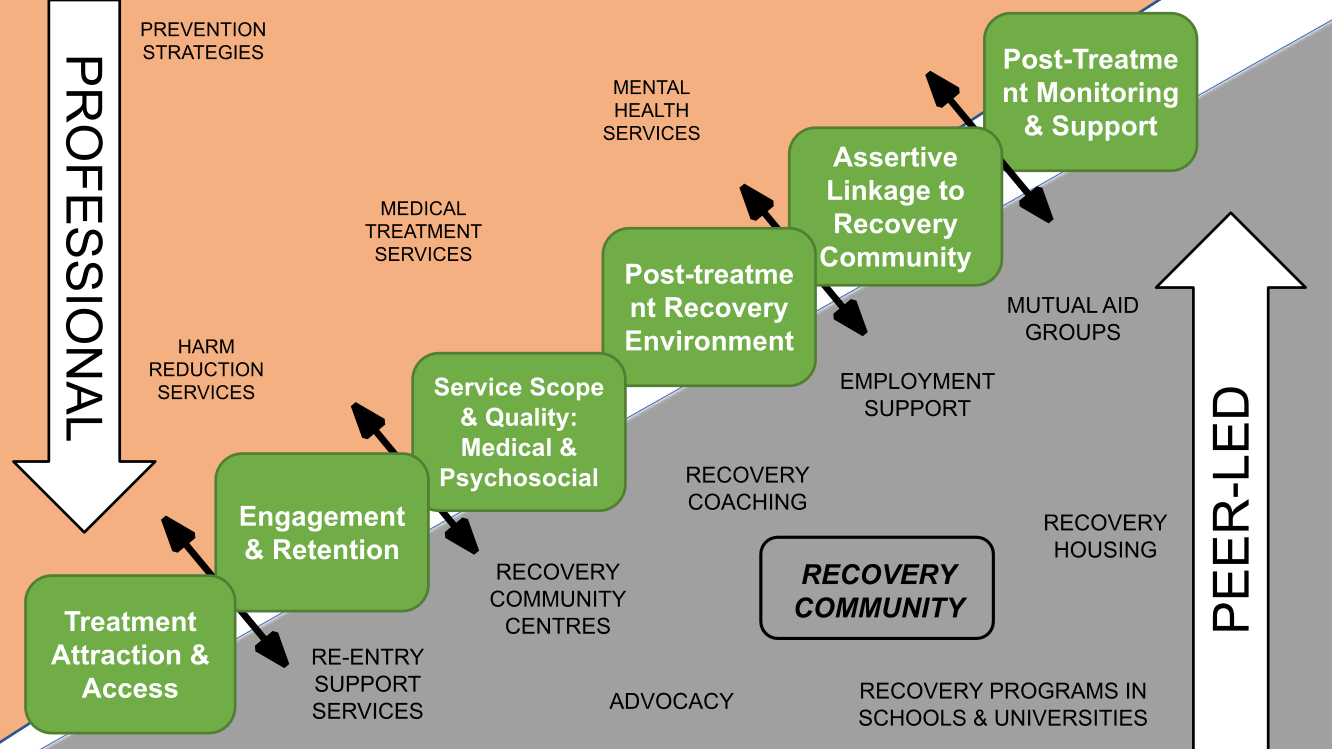 PROFESSIONAL
PREVENTION
STRATEGIES
MENTAL
HEALTH
SERVICES
MEDICAL
TREATMENT
SERVICES
HARM
REDUCTION
SERVICES
Post-Treatme
nt Monitoring
& Support
Assertive
Linkage to
Recovery
Community
Post-treatme
nt Recovery
Environment
Service Scope
& Quality:
Medical &
Psychosocial
Engagement
& Retention
Treatment
Attraction &
Access
MUTUAL AID
GROUPS
EMPLOYMENT
SUPPORT
RECOVERY
COACHING
RECOVERY
HOUSING
RECOVERY
COMMUNITY
RECOVERY
COMMUNITY
CENTRES
RE-ENTRY
SUPPORT
SERVICES
ADVOCACY
RECOVERY PROGRAMS IN
SCHOOLS & UNIVERSITIES
PEER-LED